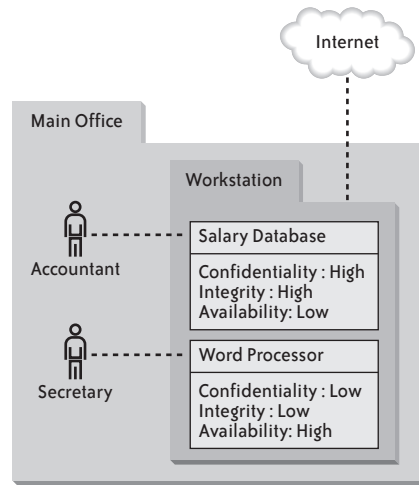 Internet
Main Office
Workstation
Accountant
Salary Database
Confidentiality : High
Integrity : High
Availability: Low
Secretary
Word Processor
Confidentiality : Low
Integrity : Low
Availability: High